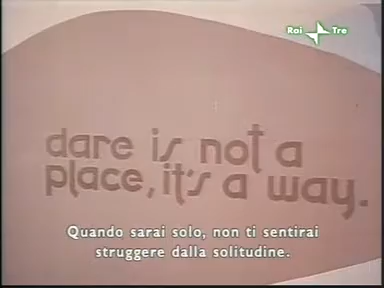 Rai Tre
dare is not a
place, it's a way.
Quando sarai solo, non ti sentirai
struggere dalla solitudine.